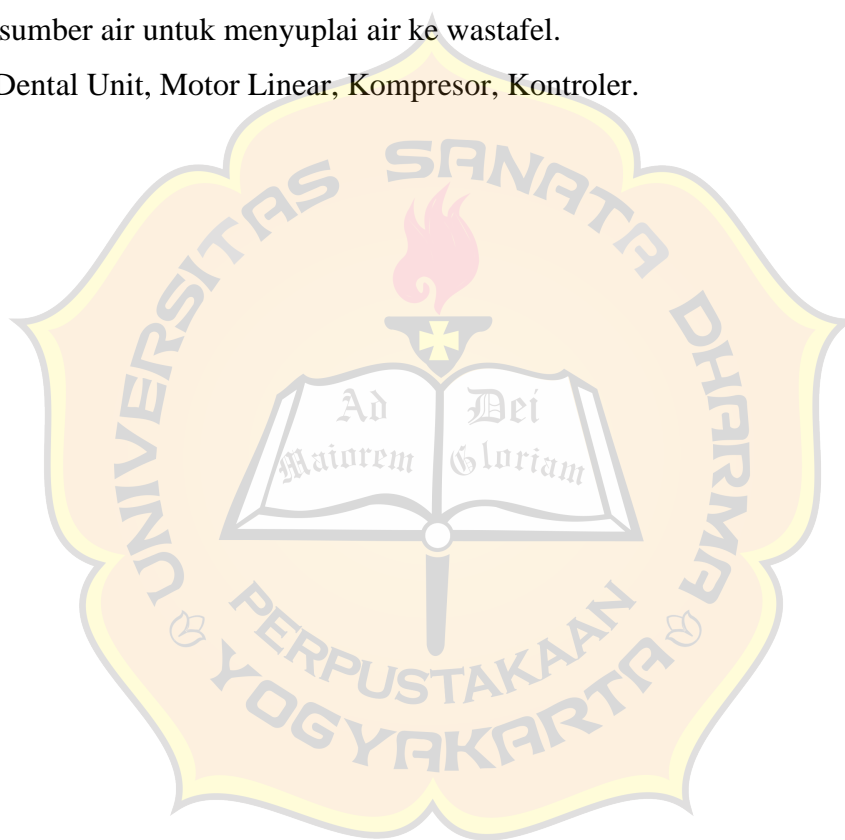 sumber air untuk menyuplai air ke wastafel.
Dental Unit, Motor Linear, Kompresor, Kontroler.
UNIVERSITAS SANATA DHARMA
Ad Dei
Maiorem Gloriam
PERPUSTAKAAN
YOGYAKARTA